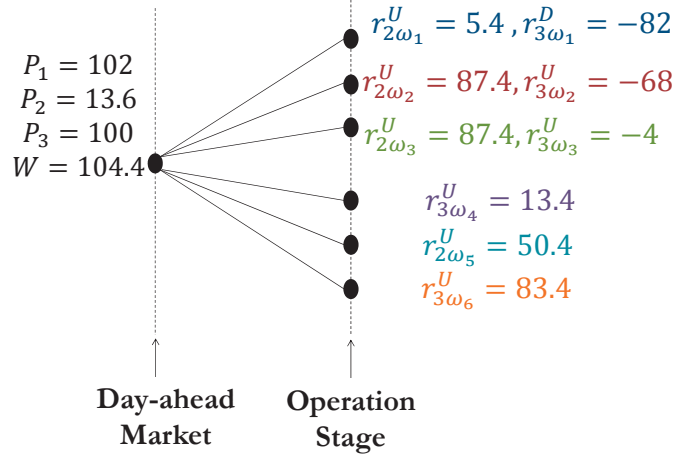 P₁ = 102
P₂ = 13.6
P₃ = 100
W = 104.4
r^U_{2ω₁} = 5.4 , r^D_{3ω₁} = −82
r^U_{2ω₂} = 87.4, r^U_{3ω₂} = −68
r^U_{2ω₃} = 87.4, r^U_{3ω₃} = −4
r^U_{3ω₄} = 13.4
r^U_{2ω₅} = 50.4
r^U_{3ω₆} = 83.4
Day-ahead
Market
Operation
Stage